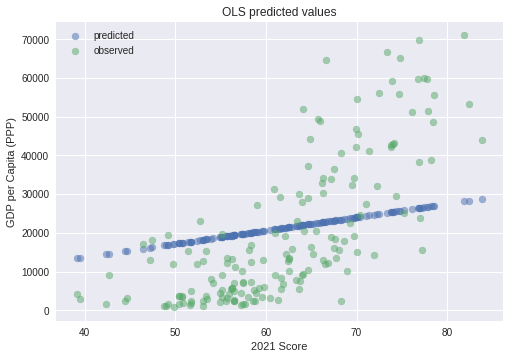 OLS predicted values
predicted
observed
GDP per Capita (PPP)
70000
60000
50000
40000
30000
20000
10000
0
40 50 60 70 80
2021 Score